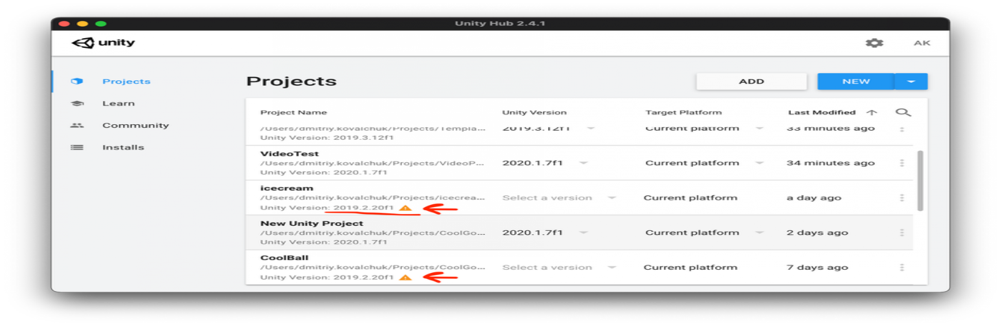 Unity Hub 2.4.1
unity
AK
Projects
Learn
Community
Installs
Projects
ADD
NEW
Project Name Unity Version Target Platform Last Modified
/Users/dmitriy.kovalchuk/Projects/Templa... 2019.3.12f1 Current platform 33 minutes ago
Unity Version: 2019.3.12f1
VideoTest
/Users/dmitriy.kovalchuk/Projects/VideoP... 2020.1.7f1 Current platform 34 minutes ago
Unity Version: 2020.1.7f1
icecream
/Users/dmitriy.kovalchuk/Projects/icecrea... Select a version Current platform a day ago
Unity Version: 2019.2.20f1
New Unity Project
/Users/dmitriy.kovalchuk/Projects/CoolGo... 2020.1.7f1 Current platform 2 days ago
Unity Version: 2020.1.7f1
CoolBall
/Users/dmitriy.kovalchuk/Projects/CoolGo... Select a version Current platform 7 days ago
Unity Version: 2019.2.20f1